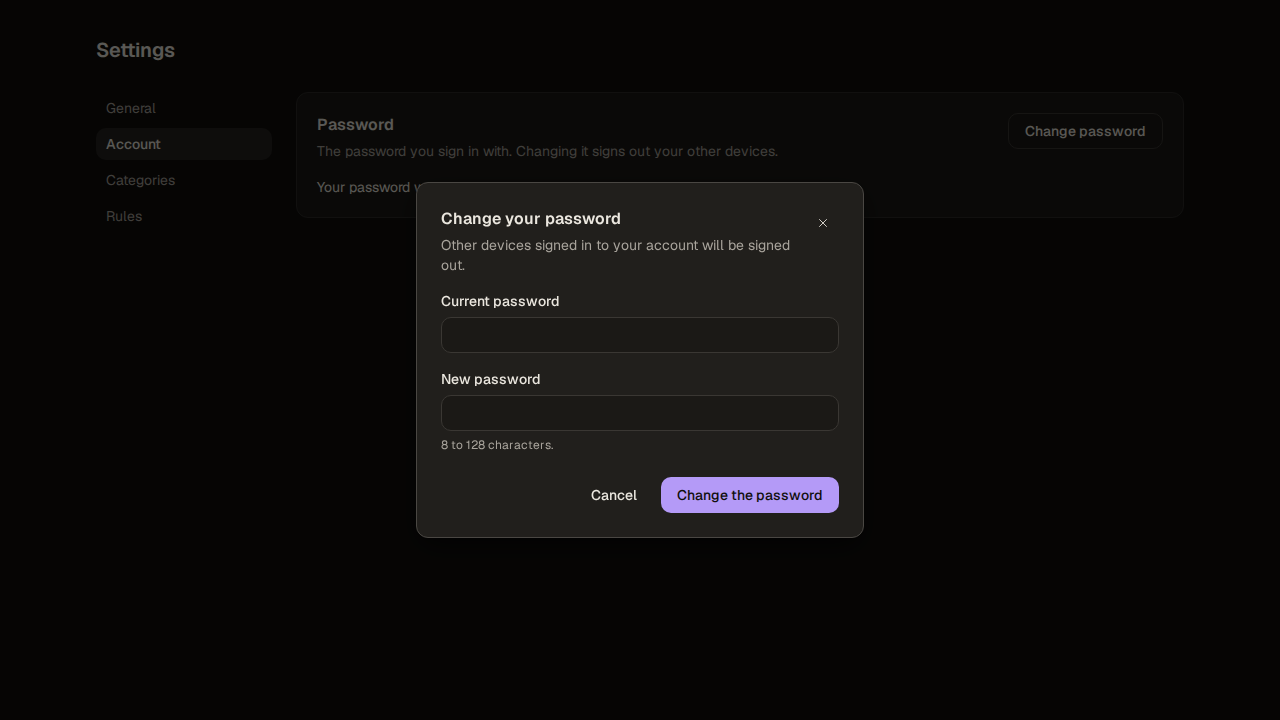 Settings
General
Account
Categories
Rules
Password
The password you sign in with. Changing it signs out your other devices.
Change password
Your password
Change your password
Other devices signed in to your account will be signed
out.
Current password
New password
8 to 128 characters.
Cancel
Change the password